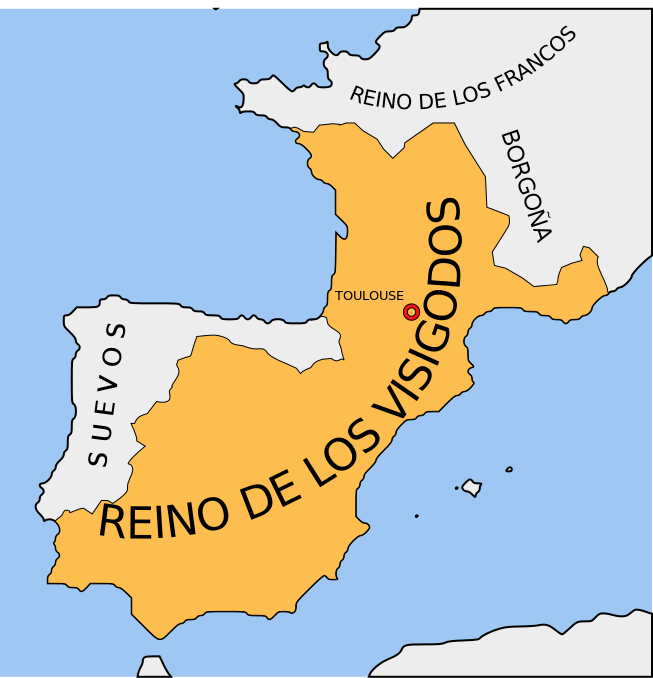 REINO DE LOS FRANCOS
BORGOÑA
TOULOUSE
SUEVOS
REINO DE LOS VISIGODOS